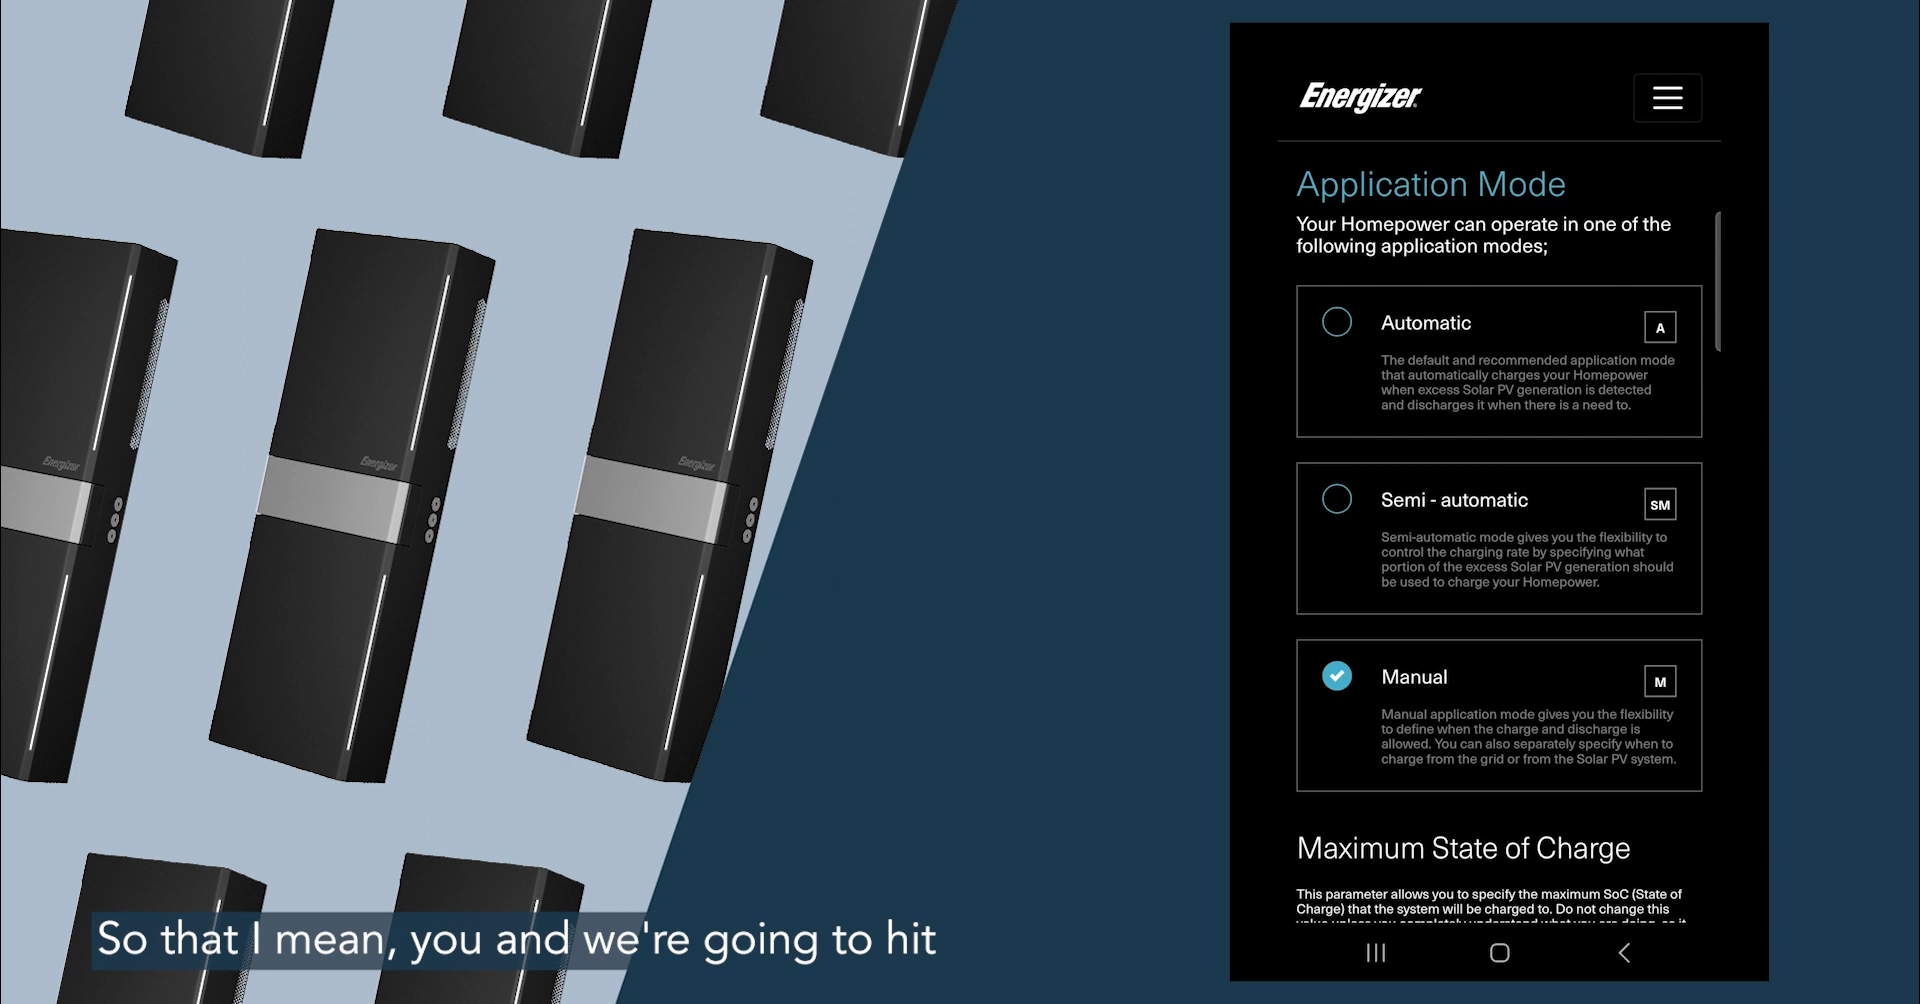 Energizer
Energizer
Energizer
So that I mean, you and we're going to hit
Energizer
Application Mode
Your Homepower can operate in one of the
following application modes;
Automatic
A
The default and recommended application mode
that automatically charges your Homepower
when excess Solar PV generation is detected
and discharges it when there is a need to.
Semi - automatic
SM
Semi-automatic mode gives you the flexibility to
control the charging rate by specifying what
portion of the excess Solar PV generation should
be used to charge your Homepower.
Manual
M
Manual application mode gives you the flexibility
to define when the charge and discharge is
allowed. You can also separately specify when to
charge from the grid or from the Solar PV system.
Maximum State of Charge
This parameter allows you to specify the maximum SoC (State of
Charge) that the system will be charged to. Do not change this